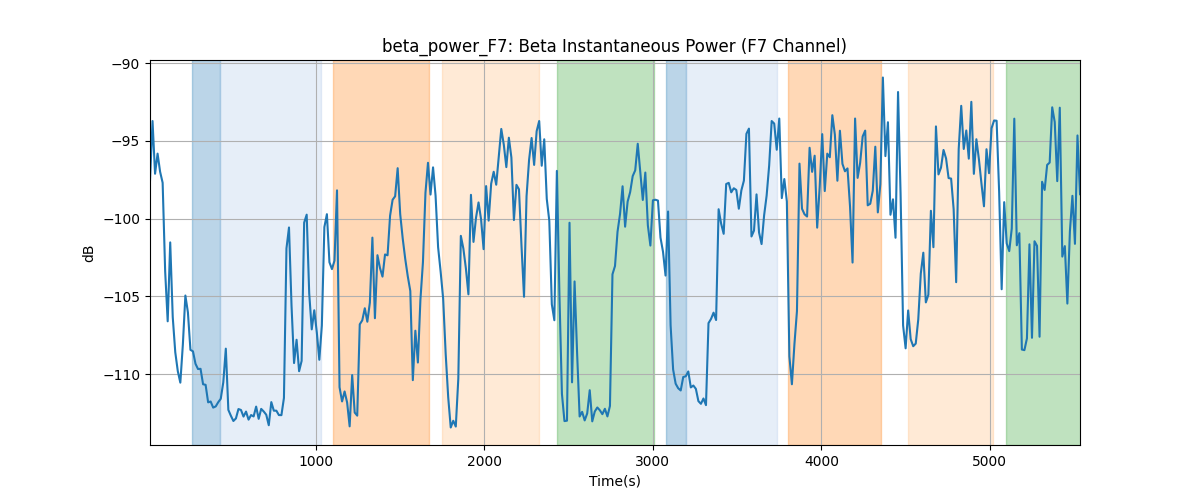 beta_power_F7: Beta Instantaneous Power (F7 Channel)
−90
−95
−100
−105
−110
dB
1000 2000 3000 4000 5000
Time(s)